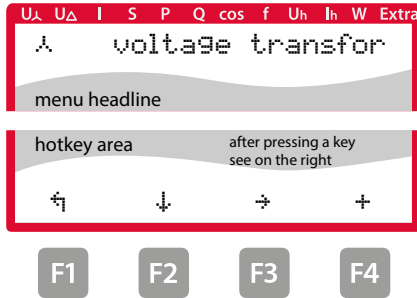 U⅄ U△ I S P Q cos f Uh Ih W Extra
⅄ voltage transfor
menu headline
hotkey area
after pressing a key
see on the right
↰ ↓ → +
F1 F2 F3 F4